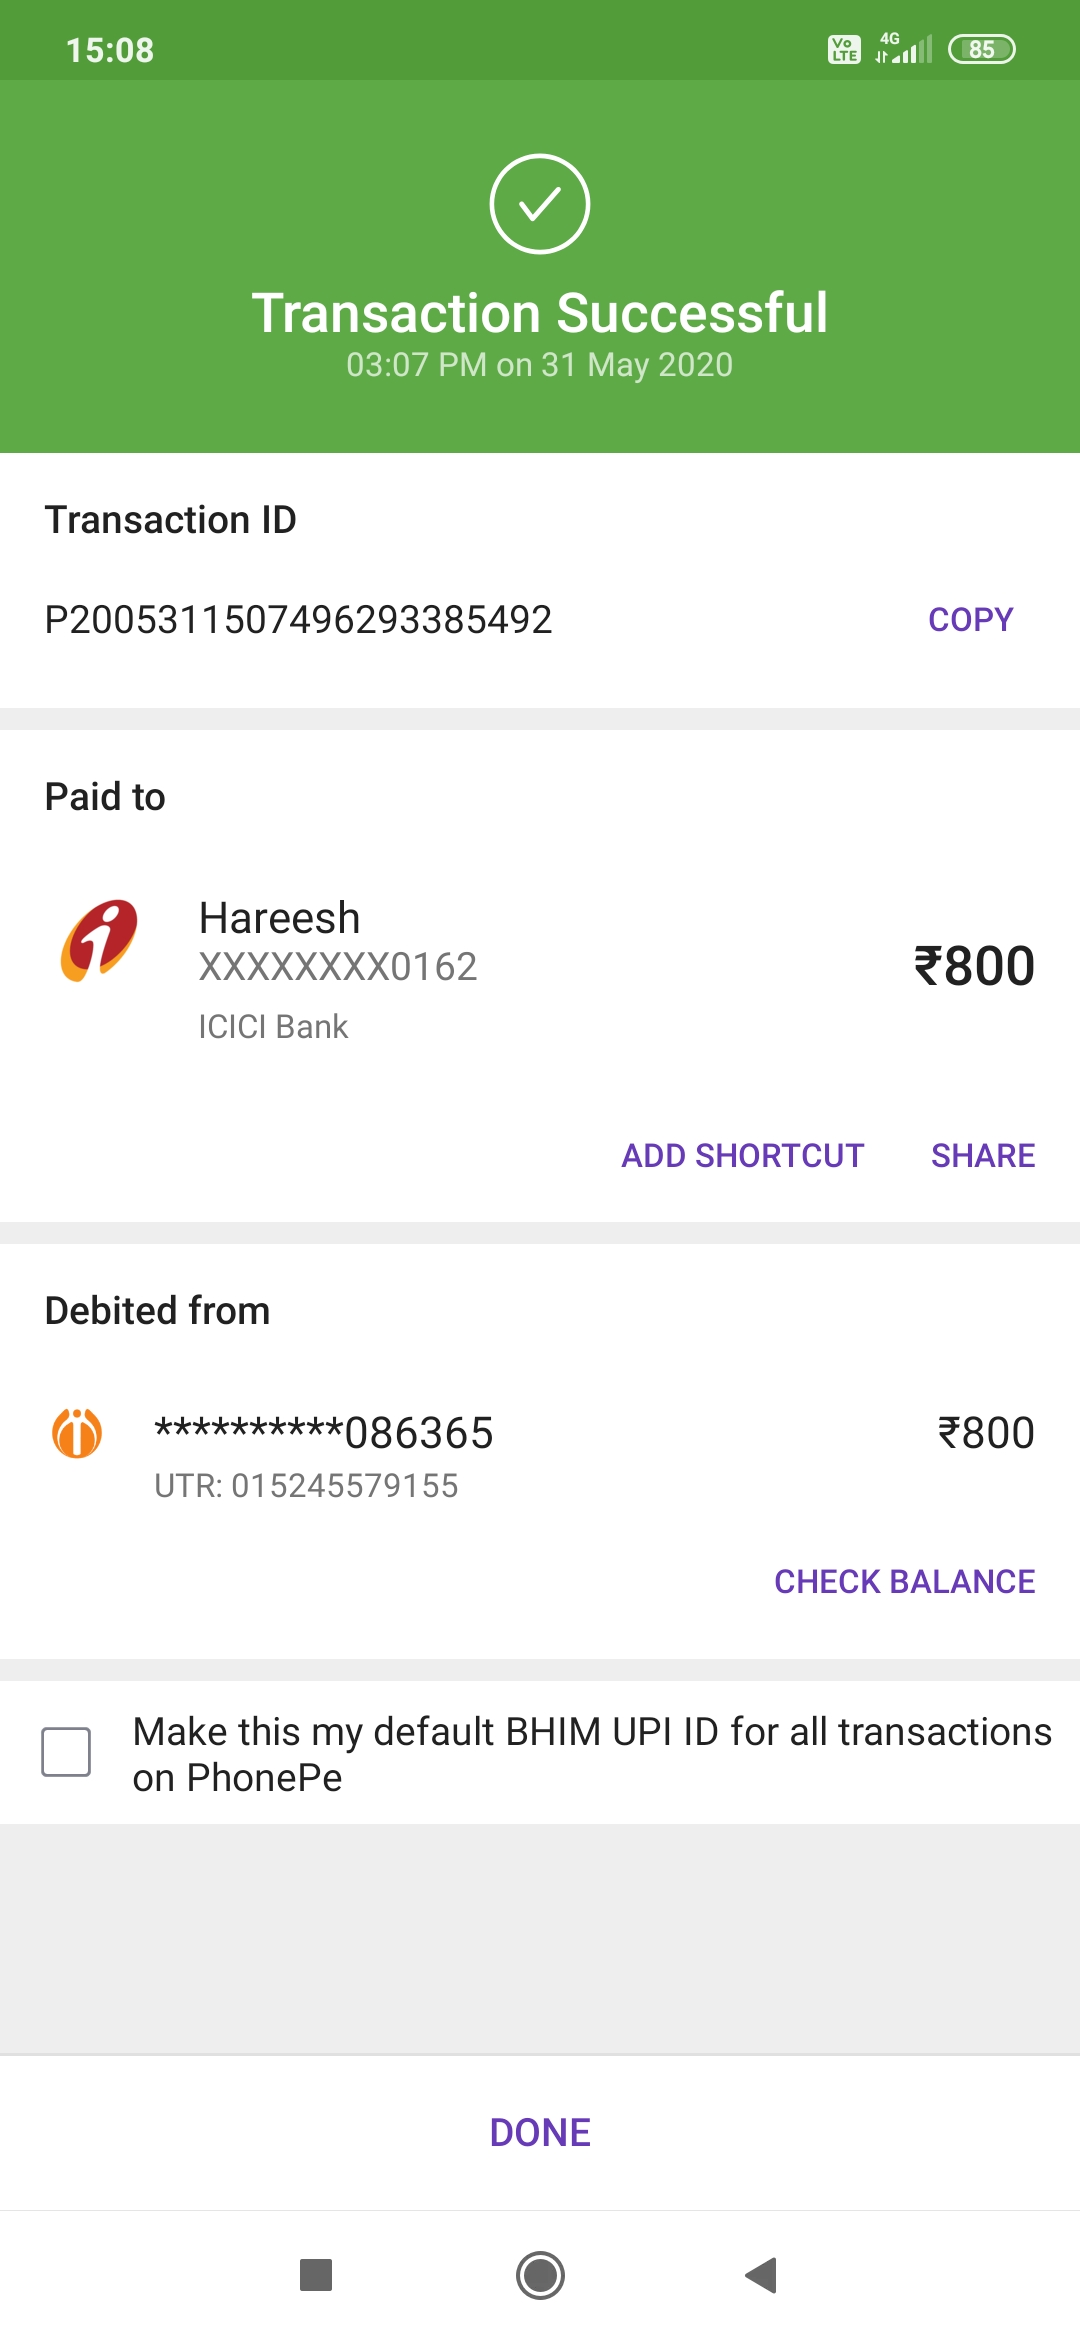 15:08
Vo LTE 4G 85
Transaction Successful
03:07 PM on 31 May 2020
Transaction ID
P2005311507496293385492 COPY
Paid to
Hareesh
XXXXXXXX0162 ₹800
ICICI Bank
ADD SHORTCUT SHARE
Debited from
**********086365 ₹800
UTR: 015245579155
CHECK BALANCE
Make this my default BHIM UPI ID for all transactions
on PhonePe
DONE